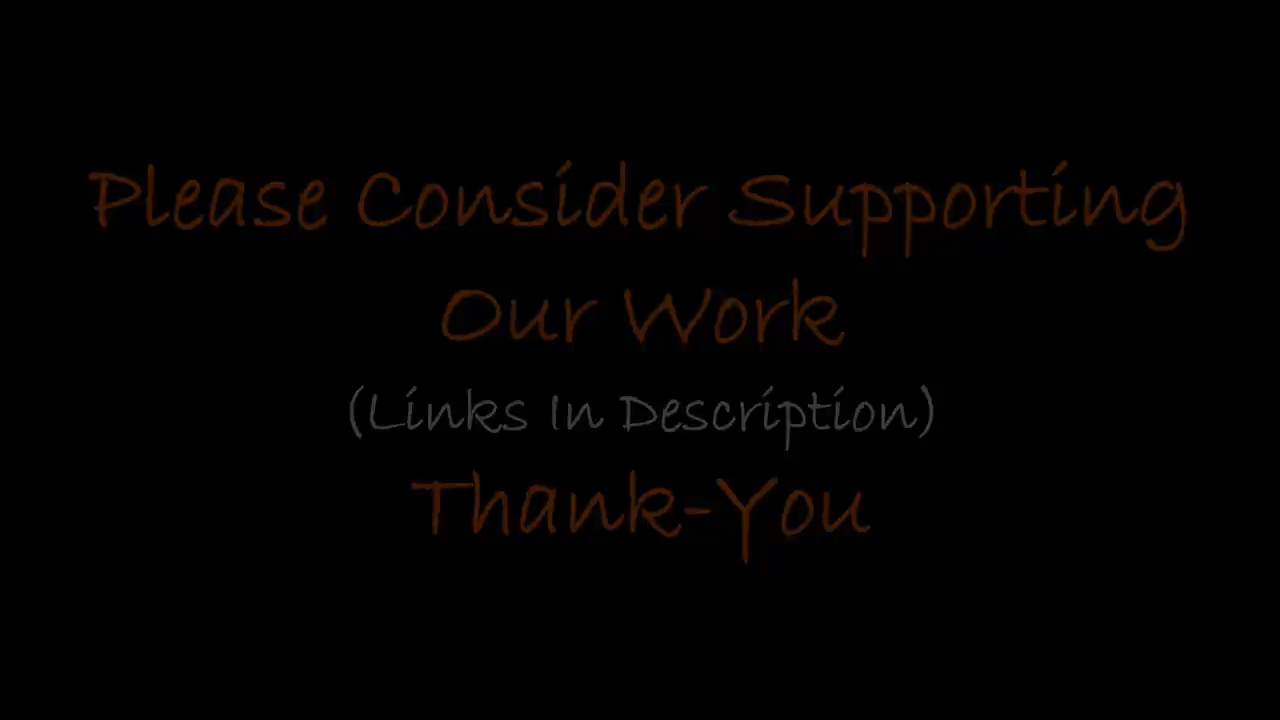 Please Consider Supporting
Our Work
(Links In Description)
Thank-You